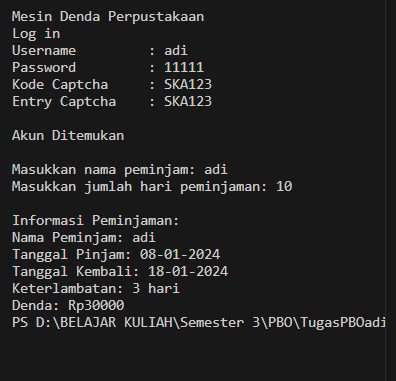 Mesin Denda Perpustakaan
Log in
Username : adi
Password : 11111
Kode Captcha : SKA123
Entry Captcha : SKA123
Akun Ditemukan
Masukkan nama peminjam: adi
Masukkan jumlah hari peminjaman: 10
Informasi Peminjaman:
Nama Peminjam: adi
Tanggal Pinjam: 08-01-2024
Tanggal Kembali: 18-01-2024
Keterlambatan: 3 hari
Denda: Rp30000
PS D:\BELAJAR KULIAH\Semester 3\PBO\TugasPBOadi